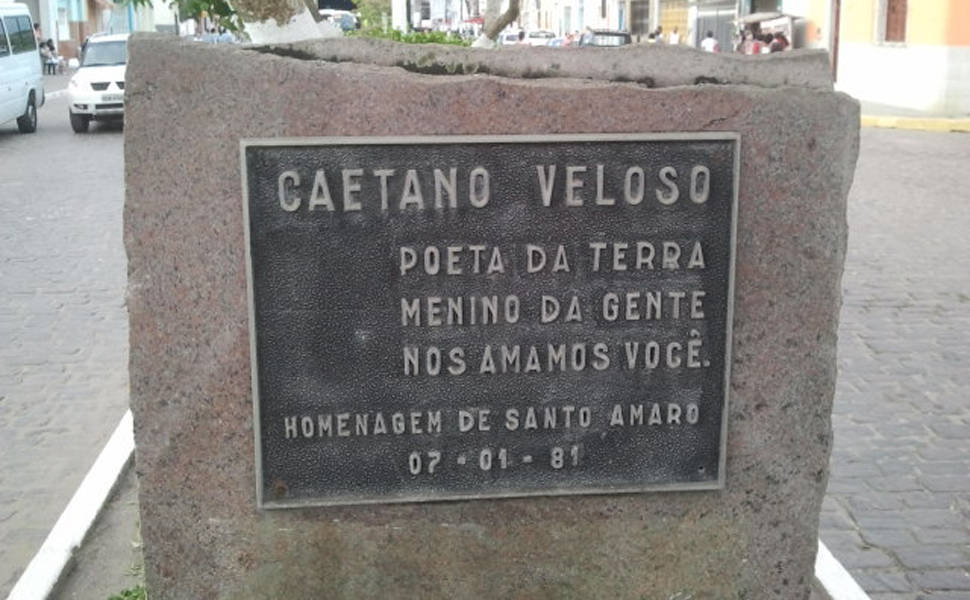 CAETANO VELOSO
POETA DA TERRA
MENINO DA GENTE
NOS AMAMOS VOCÊ.
HOMENAGEM DE SANTO AMARO
07 - 01 - 81